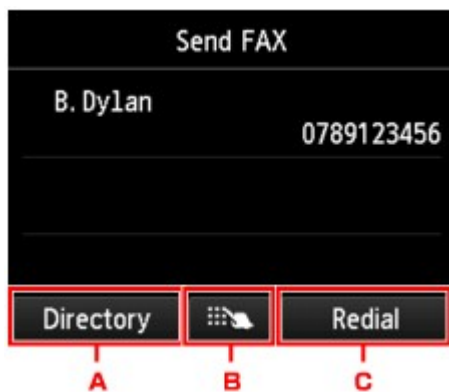 Send FAX
B. Dylan
0789123456
Directory Redial
A B C